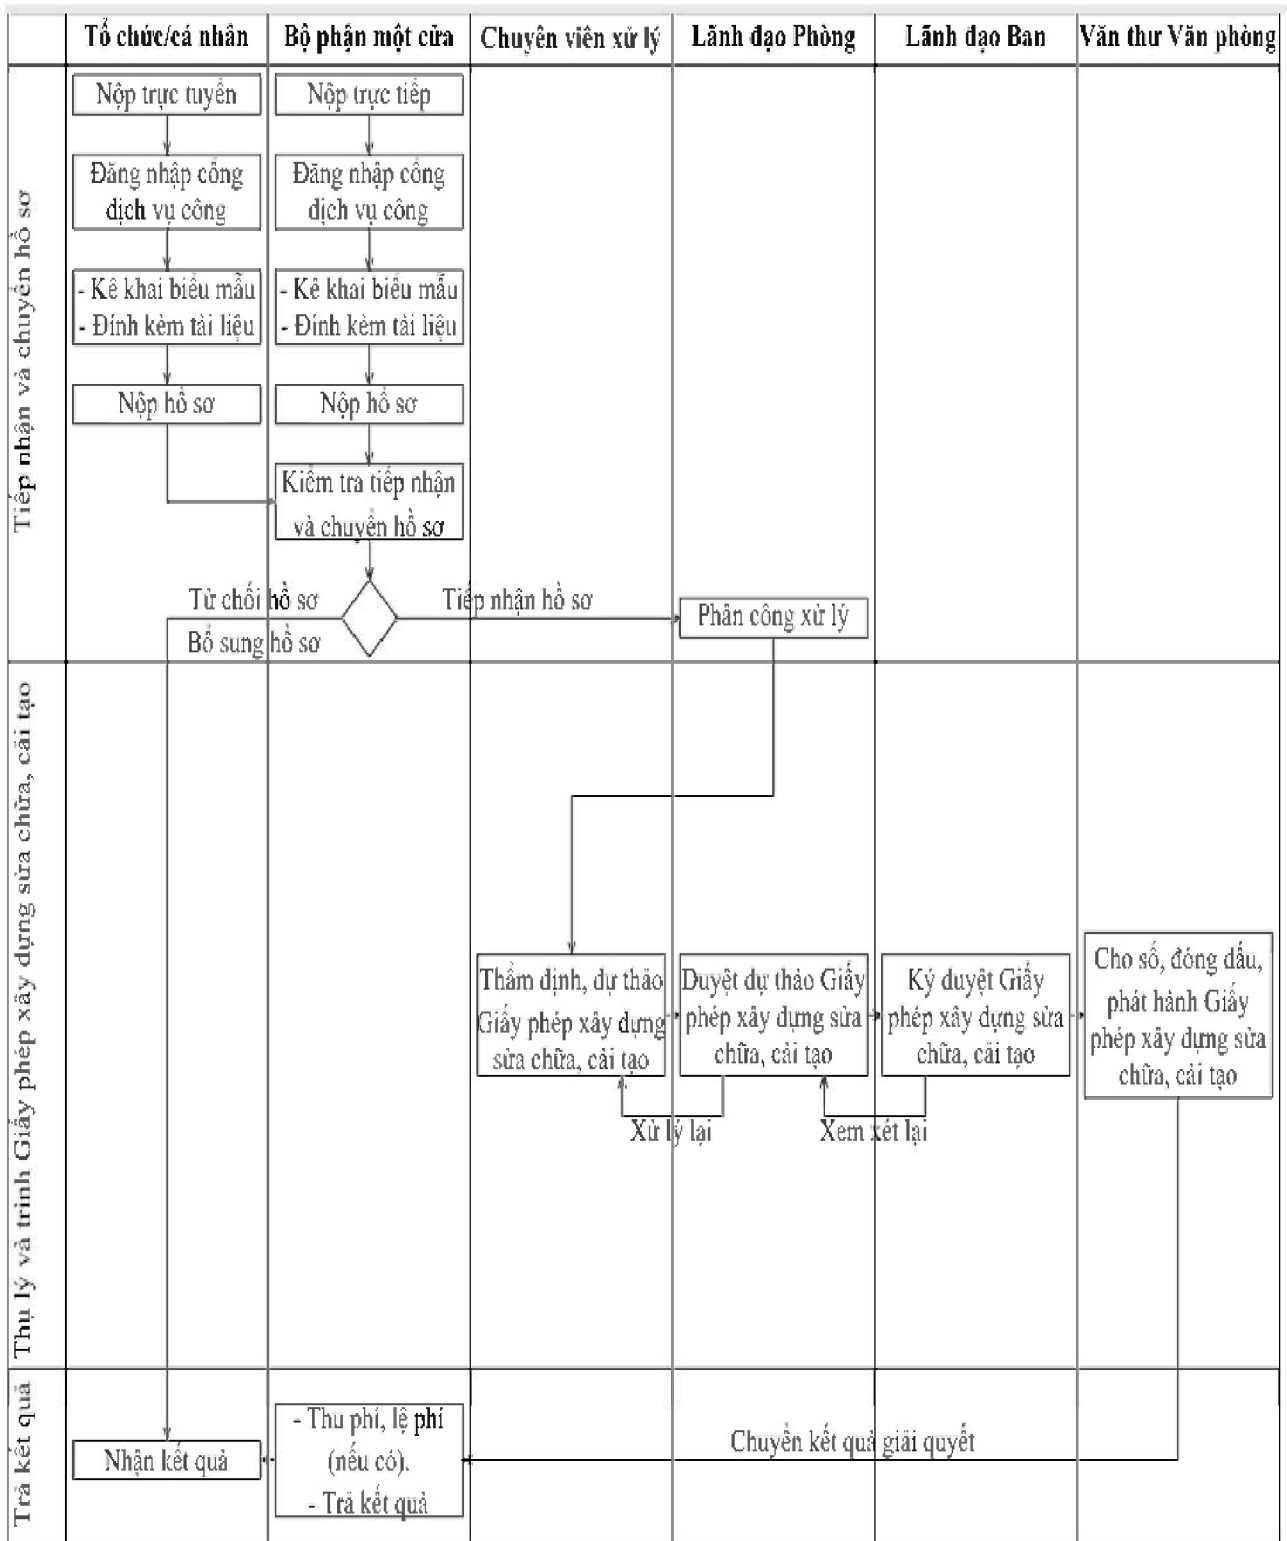 Tổ chức/cá nhân
Bộ phận một cửa
Chuyên viên xử lý
Lãnh đạo Phòng
Lãnh đạo Ban
Văn thư Văn phòng
Tiếp nhận và chuyển hồ sơ
Nộp trực tuyến
Nộp trực tiếp
Đăng nhập cổng
dịch vụ công
Đăng nhập cổng
dịch vụ công
- Kê khai biểu mẫu
- Đính kèm tài liệu
- Kê khai biểu mẫu
- Đính kèm tài liệu
Nộp hồ sơ
Nộp hồ sơ
Kiểm tra tiếp nhận
và chuyển hồ sơ
Từ chối hồ sơ
Bổ sung hồ sơ
Tiếp nhận hồ sơ
Phân công xử lý
Thụ lý và trình Giấy phép xây dựng sửa chữa, cải tạo
Thẩm định, dự thảo
Giấy phép xây dựng
sửa chữa, cải tạo
Duyệt dự thảo Giấy
phép xây dựng sửa
chữa, cải tạo
Ký duyệt Giấy
phép xây dựng sửa
chữa, cải tạo
Cho số, đóng dấu,
phát hành Giấy
phép xây dựng sửa
chữa, cải tạo
Xử lý lại
Xem xét lại
Trả kết quả
Nhận kết quả
- Thu phí, lệ phí
(nếu có).
- Trả kết quả
Chuyển kết quả giải quyết